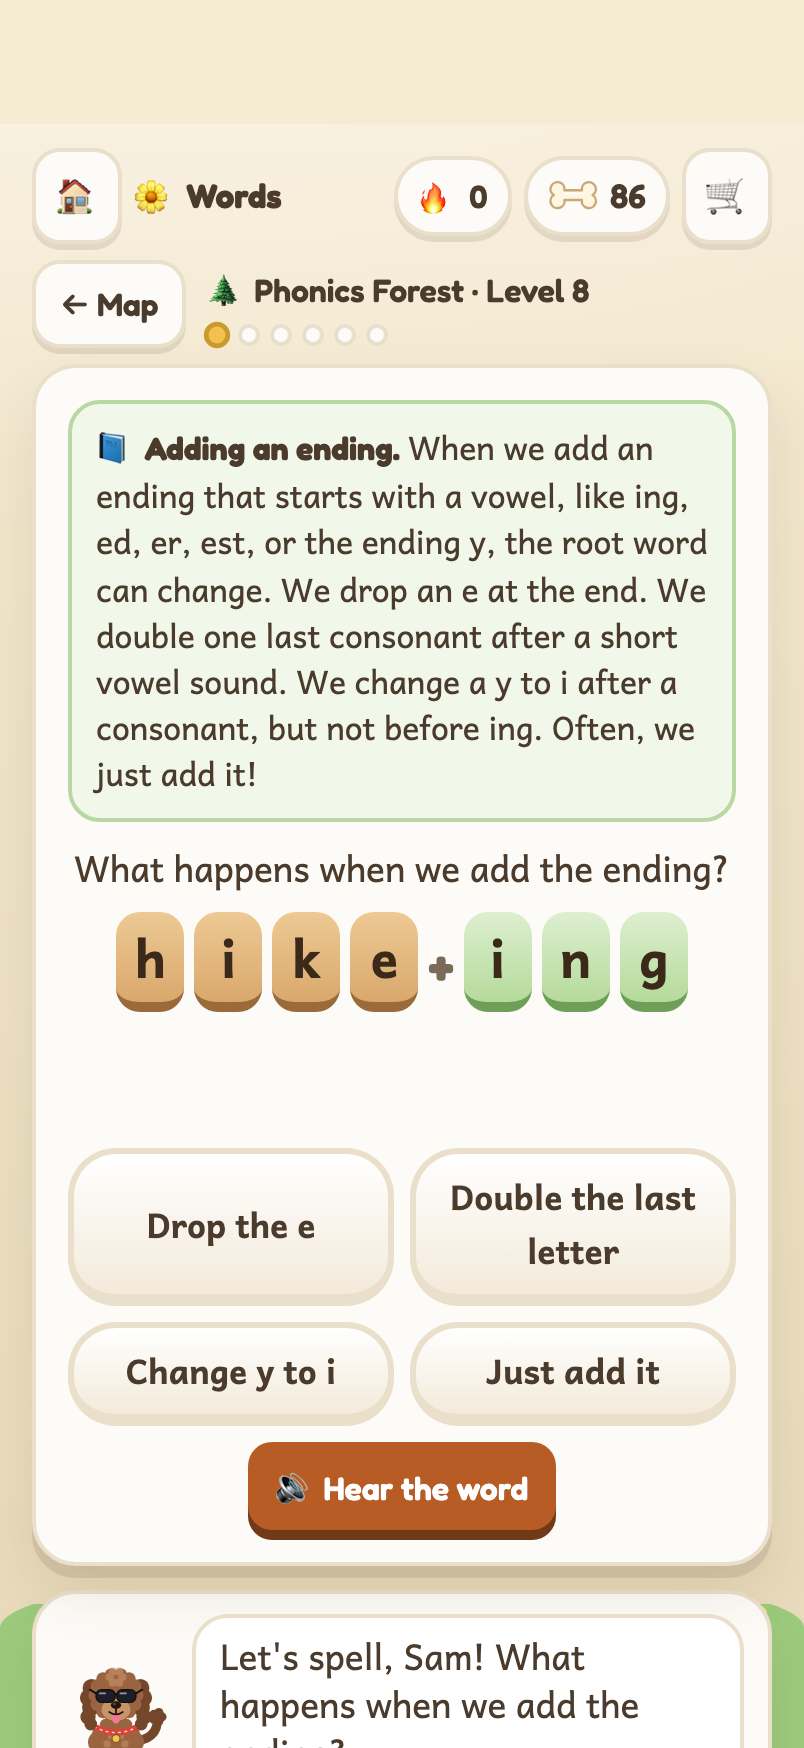 Words
0
86
← Map
Phonics Forest · Level 8
Adding an ending. When we add an
ending that starts with a vowel, like ing,
ed, er, est, or the ending y, the root word
can change. We drop an e at the end. We
double one last consonant after a short
vowel sound. We change a y to i after a
consonant, but not before ing. Often, we
just add it!
What happens when we add the ending?
h i k e + i n g
Drop the e
Double the last
letter
Change y to i
Just add it
Hear the word
Let's spell, Sam! What
happens when we add the